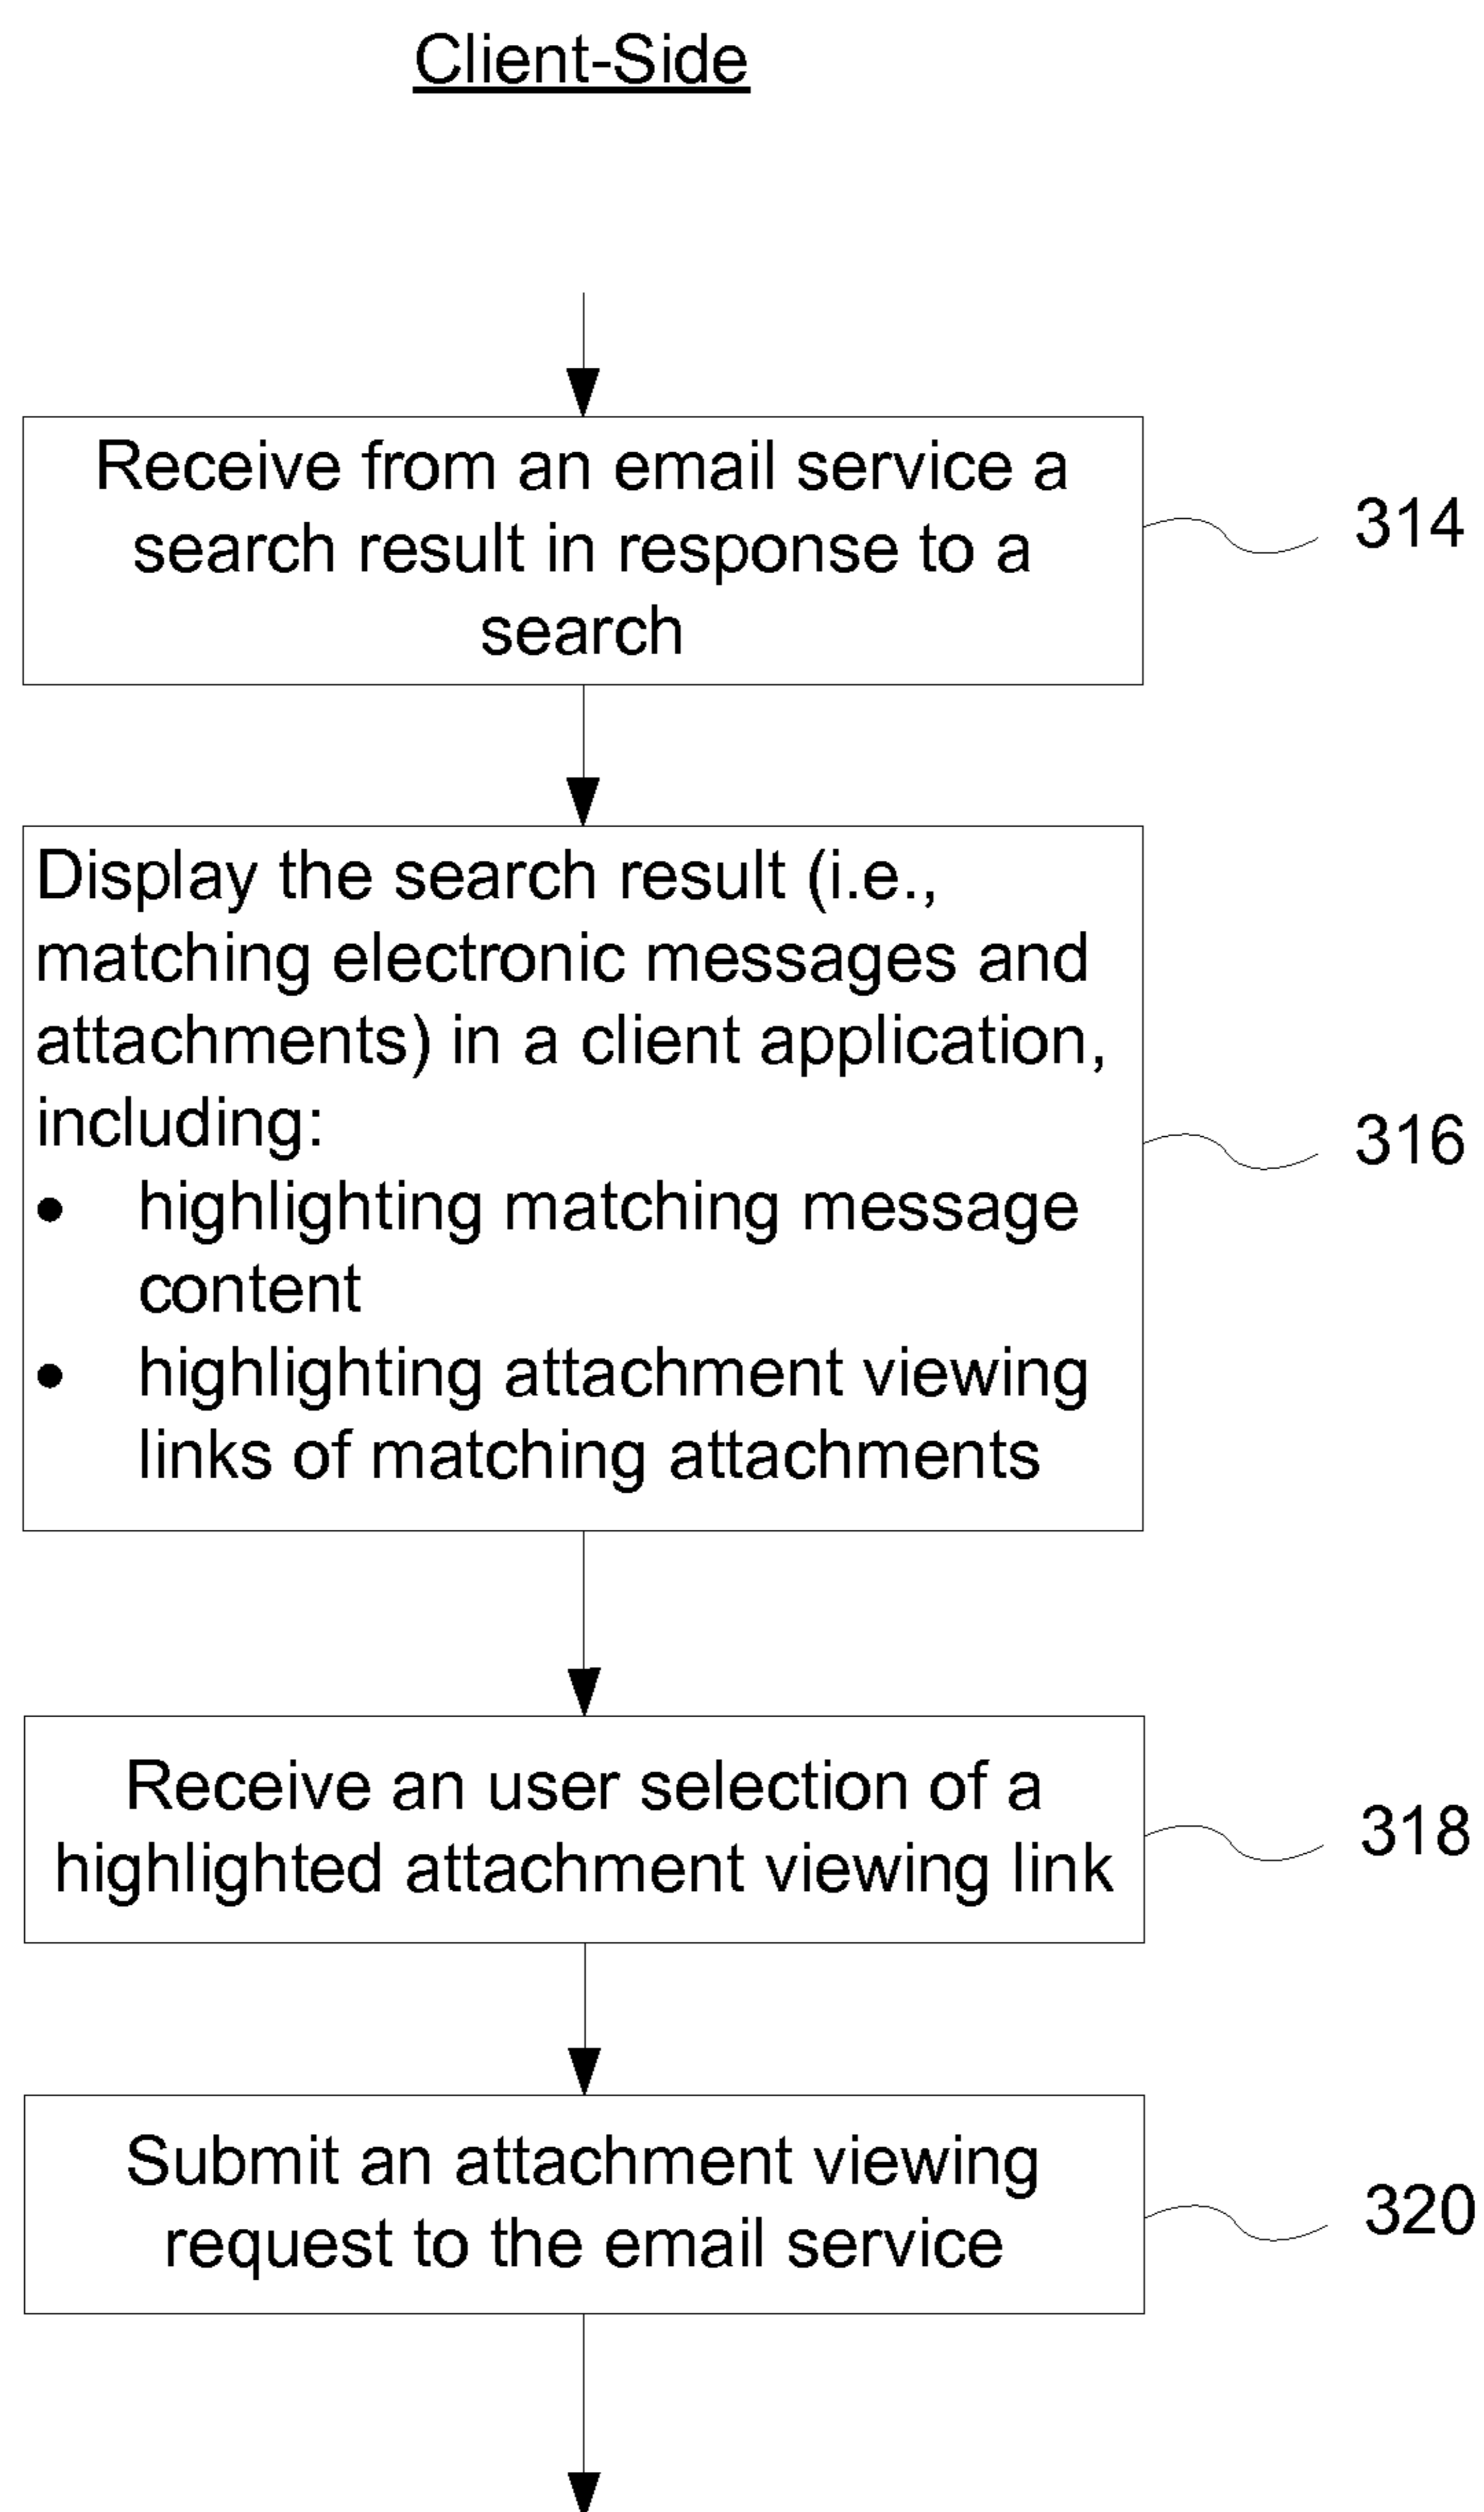 Client-Side
Receive from an email service a
search result in response to a
search
314
Display the search result (i.e.,
matching electronic messages and
attachments) in a client application,
including:
• highlighting matching message
content
• highlighting attachment viewing
links of matching attachments
316
Receive an user selection of a
highlighted attachment viewing link
318
Submit an attachment viewing
request to the email service
320